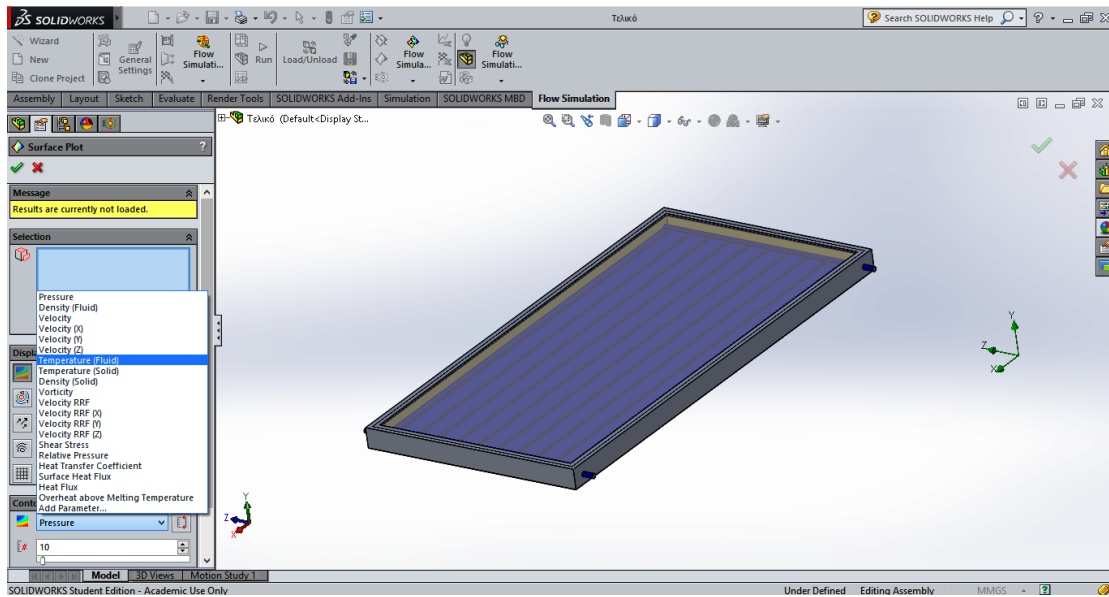 SOLIDWORKS
Τελικό
Search SOLIDWORKS Help
Wizard
New
Clone Project
General Settings
Flow Simulati...
Run
Load/Unload
Flow Simula...
Flow Simulati...
Assembly Layout Sketch Evaluate Render Tools SOLIDWORKS Add-Ins Simulation SOLIDWORKS MBD Flow Simulation
Τελικό (Default<Display St...
Surface Plot ?
Message
Results are currently not loaded.
Selection
Pressure
Density (Fluid)
Velocity
Velocity (X)
Velocity (Y)
Velocity (Z)
Temperature (Fluid)
Temperature (Solid)
Density (Solid)
Vorticity
Velocity RRF
Velocity RRF (X)
Velocity RRF (Y)
Velocity RRF (Z)
Shear Stress
Relative Pressure
Heat Transfer Coefficient
Surface Heat Flux
Heat Flux
Overheat above Melting Temperature
Add Parameter...
Displ
Conto
Pressure
10
Y
Z
X
Y
Z
X
Model 3D Views Motion Study 1
SOLIDWORKS Student Edition - Academic Use Only
Under Defined Editing Assembly MMGS